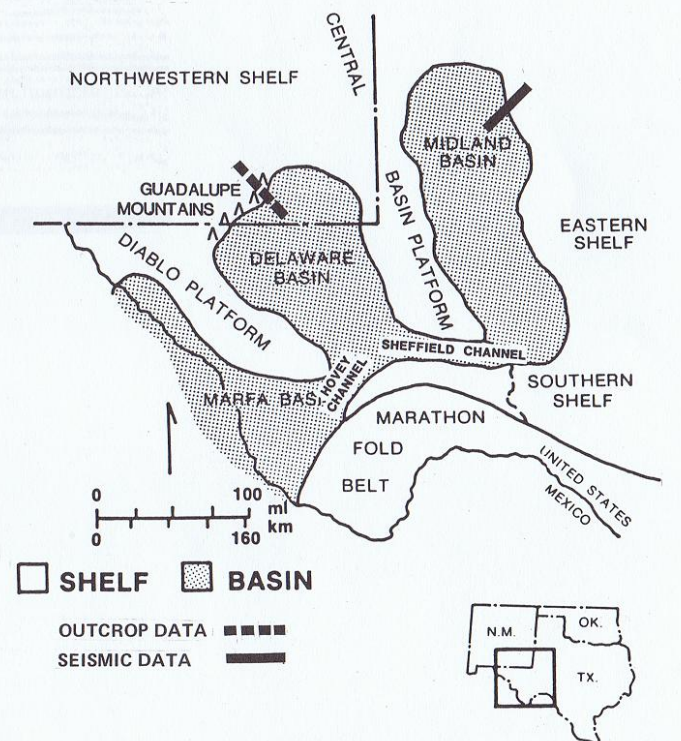 CENTRAL
NORTHWESTERN SHELF
MIDLAND
BASIN
GUADALUPE
MOUNTAINS
BASIN PLATFORM
EASTERN
SHELF
DELAWARE
BASIN
DIABLO PLATFORM
SHEFFIELD CHANNEL
HOVEY
CHANNEL
SOUTHERN
SHELF
MARFA BASI
MARATHON
FOLD
BELT
UNITED STATES
MEXICO
0 100
ml
km
0 160
SHELF BASIN
OUTCROP DATA
SEISMIC DATA
N.M.
OK.
TX.